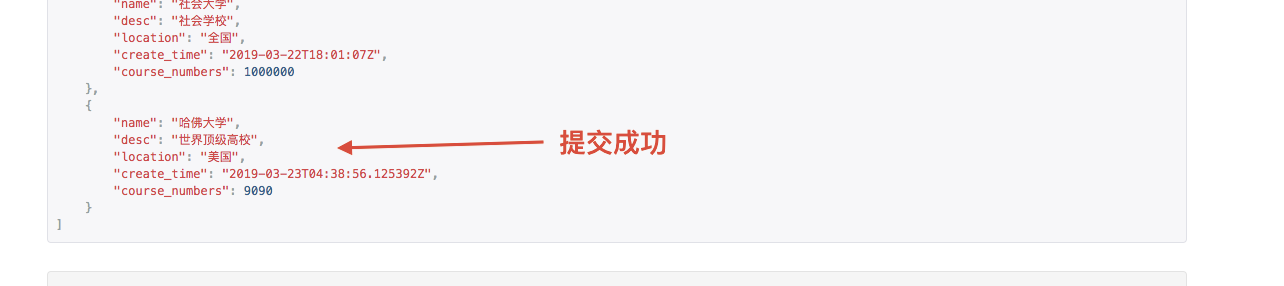 "name": "社会大学",
"desc": "社会学校",
"location": "全国",
"create_time": "2019-03-22T18:01:07Z",
"course_numbers": 1000000
},
{
"name": "哈佛大学",
"desc": "世界顶级高校",
"location": "美国",
"create_time": "2019-03-23T04:38:56.125392Z",
"course_numbers": 9090
}
]
提交成功